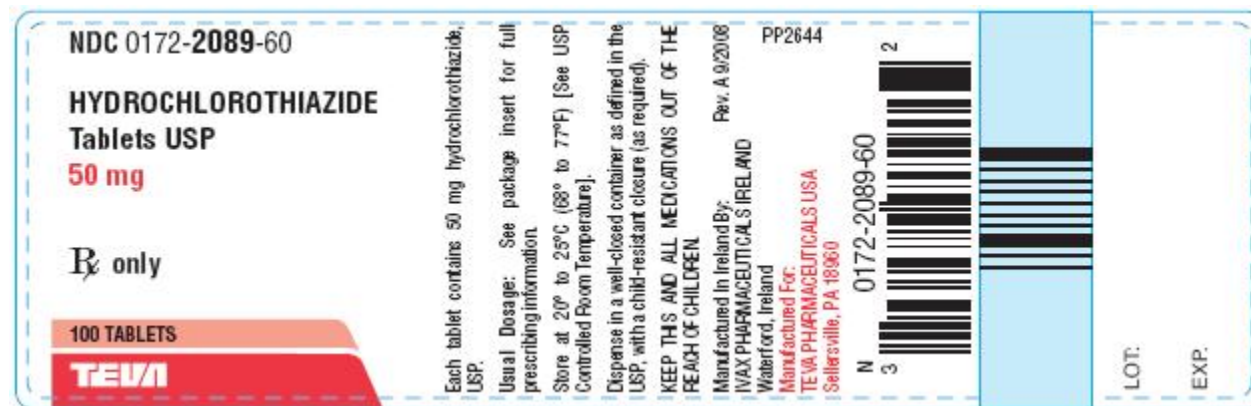 NDC 0172-2089-60
HYDROCHLOROTHIAZIDE
Tablets USP
50 mg
Rx only
100 TABLETS
TEVA
Each tablet contains 50 mg hydrochlorothiazide,
USP.
Usual Dosage: See package insert for full
prescribing information.
Store at 20° to 25°C (68° to 77°F) [See USP
Controlled Room Temperature].
Dispense in a well-closed container as defined in the
USP, with a child-resistant closure (as required).
KEEP THIS AND ALL MEDICATIONS OUT OF THE
REACH OF CHILDREN.
Manufactured In Ireland By: Rev. A 9/2008
IVAX PHARMACEUTICALS IRELAND
Waterford, Ireland
Manufactured For:
TEVA PHARMACEUTICALS USA
Sellersville, PA 18960
PP2644
N 0172-2089-60
3 2
LOT:
EXP.